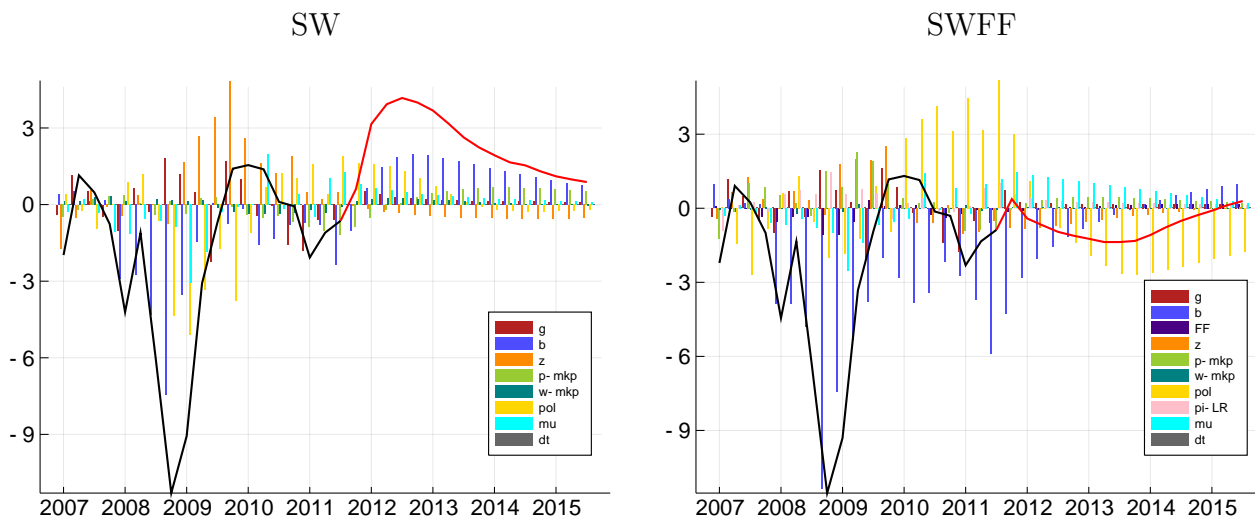 SW
3
0
- 3
- 6
- 9
2007 2008 2009 2010 2011 2012 2013 2014 2015
g
b
z
p- mkp
w- mkp
pol
mu
dt
SWFF
3
0
- 3
- 6
- 9
2007 2008 2009 2010 2011 2012 2013 2014 2015
g
b
FF
z
p- mkp
w- mkp
pol
pi- LR
mu
dt